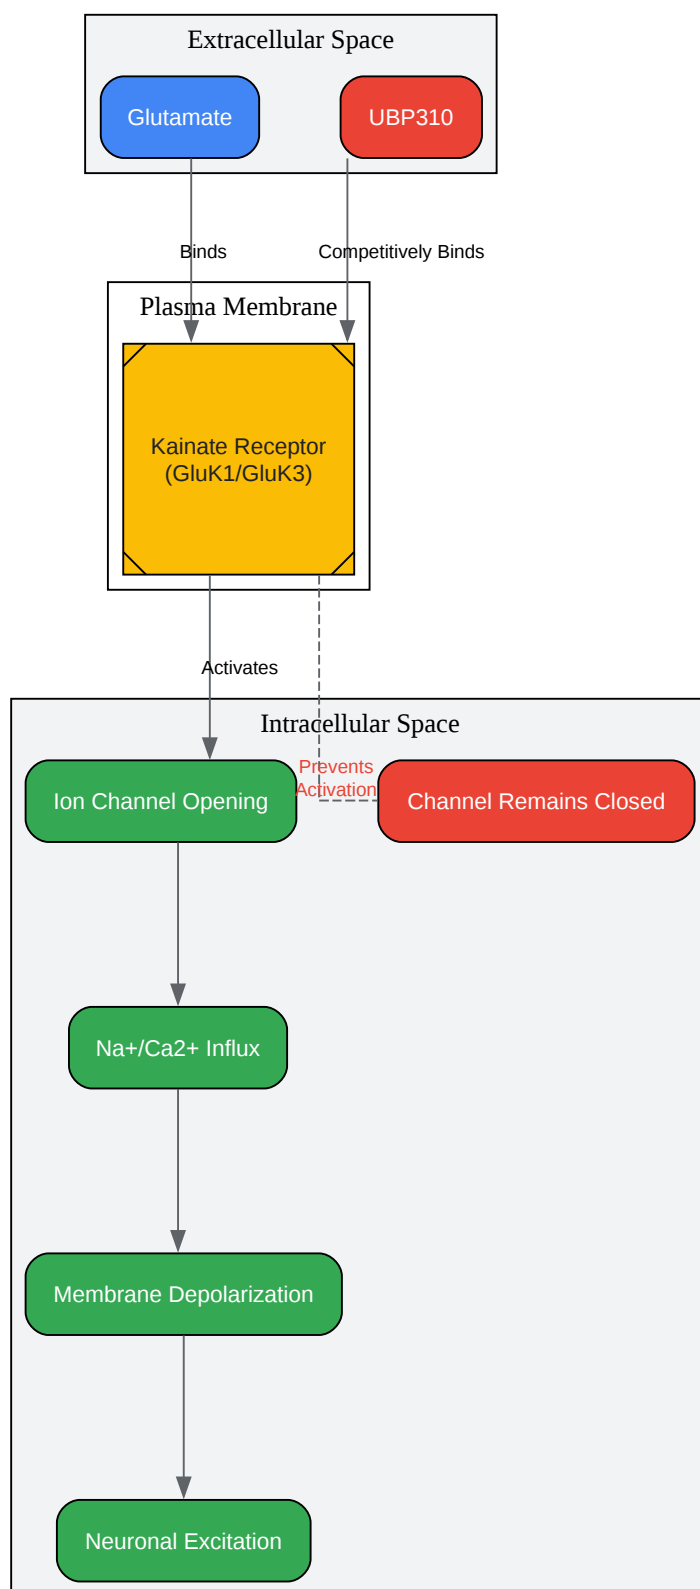 Extracellular Space
Glutamate
UBP310
Binds
Competitively Binds
Plasma Membrane
Kainate Receptor
(GluK1/GluK3)
Activates
Intracellular Space
Prevents
Activation
Ion Channel Opening
Channel Remains Closed
Na+/Ca2+ Influx
Membrane Depolarization
Neuronal Excitation